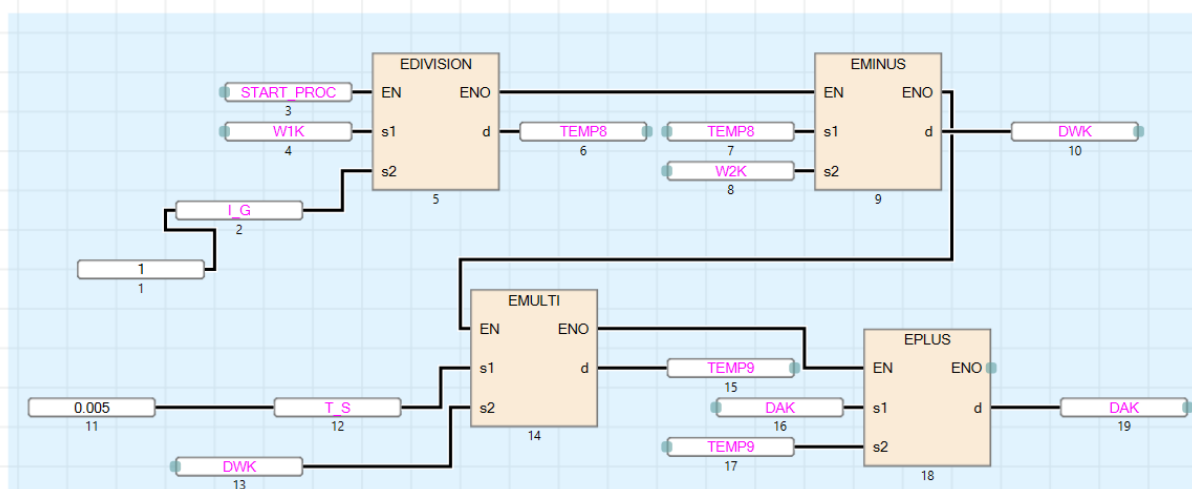 EDIVISION
EMINUS
START_PROC EN ENO EN ENO
3
W1K s1 d TEMP8 TEMP8 s1 d DWK
4 6 7 10
s2 W2K s2
5 8 9
I_G
2
1
1
EMULTI
EN ENO EPLUS
s1 d TEMP9 EN ENO
15
0.005 T_S s2 DAK s1 d DAK
11 12 14 16 19
TEMP9 s2
DWK 17 18
13